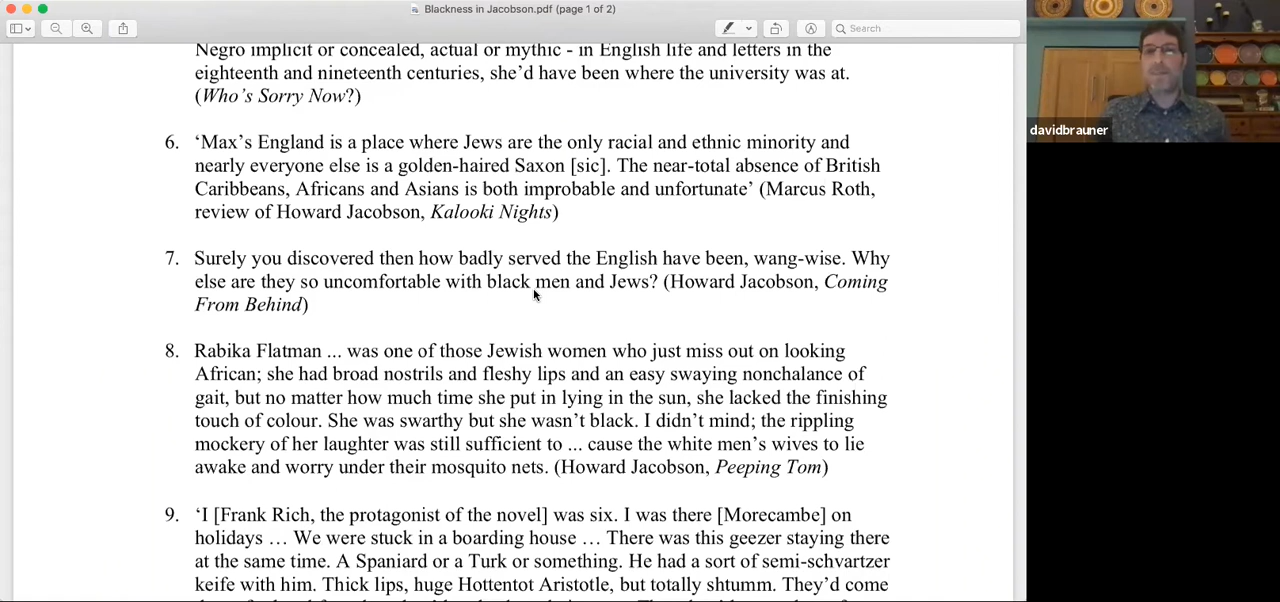 Blackness in Jacobson.pdf (page 1 of 2)
Search
Negro implicit or concealed, actual or mythic - in English life and letters in the
eighteenth and nineteenth centuries, she’d have been where the university was at.
(Who’s Sorry Now?)
6. ‘Max’s England is a place where Jews are the only racial and ethnic minority and
nearly everyone else is a golden-haired Saxon [sic]. The near-total absence of British
Caribbeans, Africans and Asians is both improbable and unfortunate’ (Marcus Roth,
review of Howard Jacobson, Kalooki Nights)
7. Surely you discovered then how badly served the English have been, wang-wise. Why
else are they so uncomfortable with black men and Jews? (Howard Jacobson, Coming
From Behind)
8. Rabika Flatman ... was one of those Jewish women who just miss out on looking
African; she had broad nostrils and fleshy lips and an easy swaying nonchalance of
gait, but no matter how much time she put in lying in the sun, she lacked the finishing
touch of colour. She was swarthy but she wasn’t black. I didn’t mind; the rippling
mockery of her laughter was still sufficient to ... cause the white men’s wives to lie
awake and worry under their mosquito nets. (Howard Jacobson, Peeping Tom)
9. ‘I [Frank Rich, the protagonist of the novel] was six. I was there [Morecambe] on
holidays … We were stuck in a boarding house … There was this geezer staying there
at the same time. A Spaniard or a Turk or something. He had a sort of semi-schvartzer
keife with him. Thick lips, huge Hottentot Aristotle, but totally shtumm. They’d come
davidbrauner